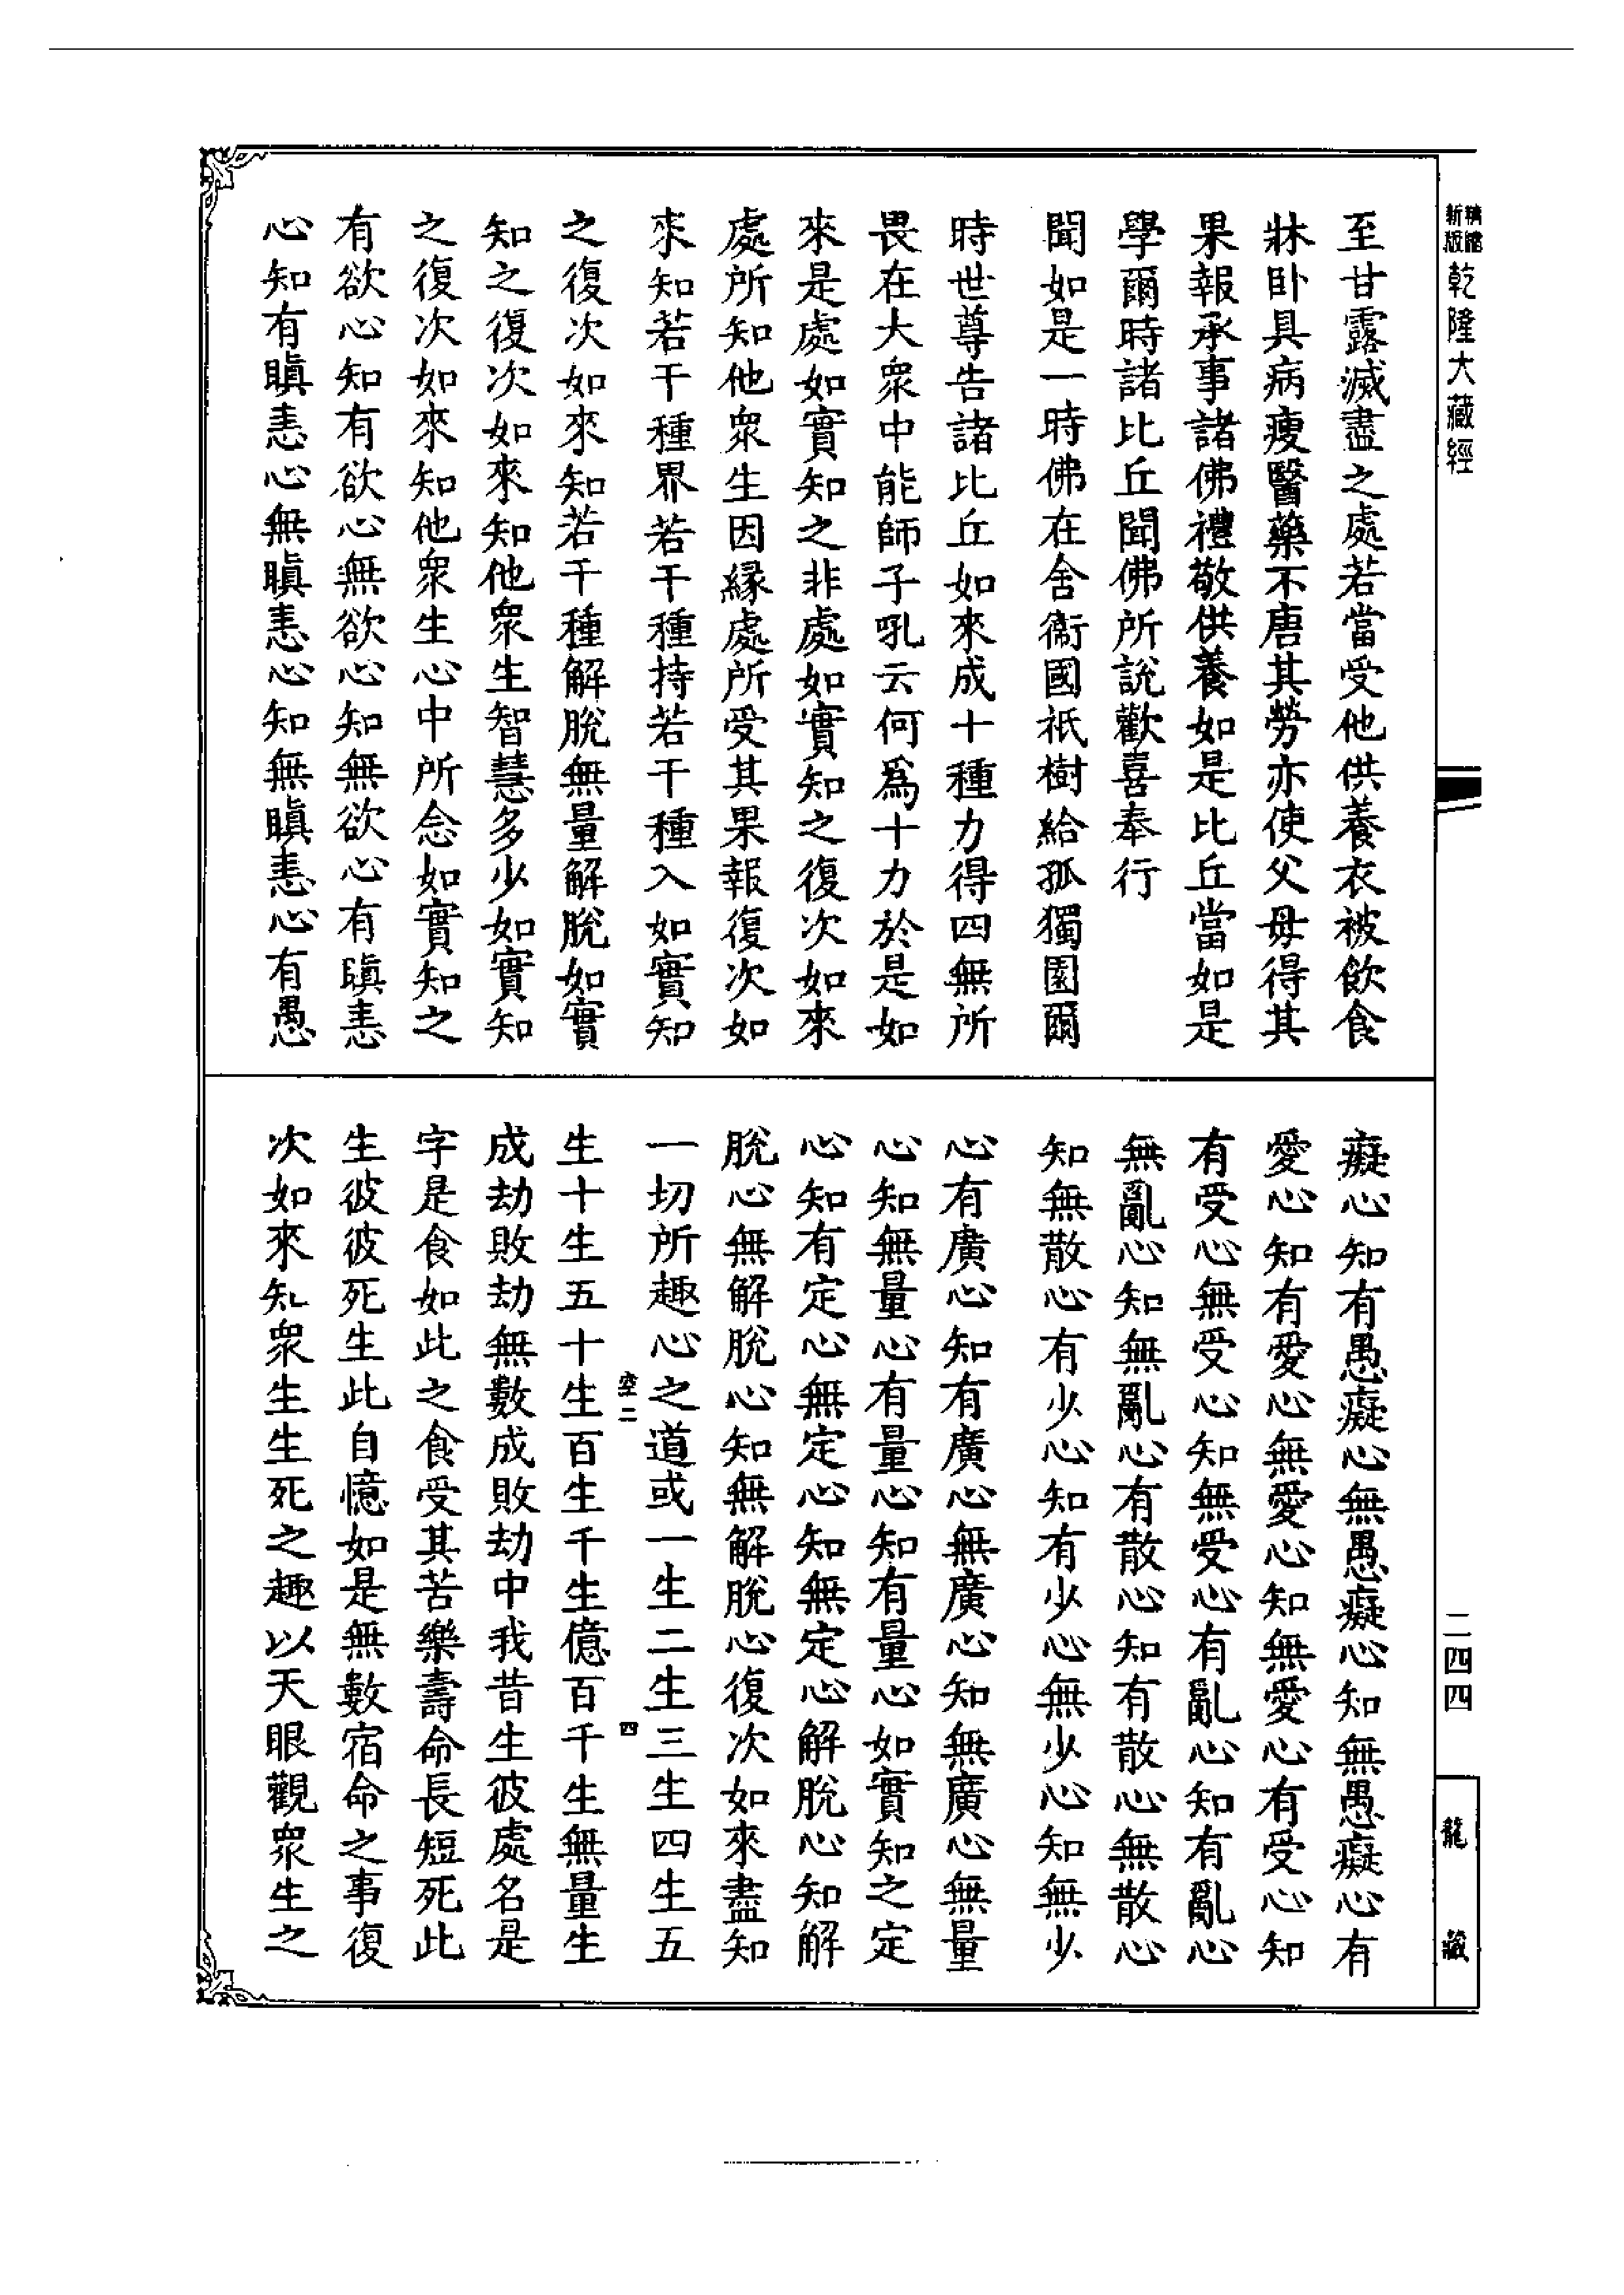 精縮
新版
乾隆大藏經
至甘露滅盡之處若當受他供養衣被飲食
牀卧具病瘦醫藥不唐其勞亦使父母得其
果報承事諸佛禮敬供養如是比丘當如是
學爾時諸比丘聞佛所說歡喜奉行
聞如是一時佛在舍衞國祇樹給孤獨園爾
時世尊告諸比丘如來成十種力得四無所
畏在大衆中能師子吼云何爲十力於是如
來是處如實知之非處如實知之復次如來
處所知他衆生因緣處所受其果報復次如
來知若干種界若干種持若干種入如實知
之復次如來知若干種解脫無量解脫如實
知之復次如來知他衆生智慧多少如實知
之復次如來知他衆生心中所念如實知之
有欲心知有欲心無欲心知無欲心有瞋恚
心知有瞋恚心無瞋恚心知無瞋恚心有愚
癡心知有愚癡心無愚癡心知無愚癡心有
愛心知有愛心無愛心知無愛心有受心知
有受心無受心知無受心有亂心知有亂心
無亂心知無亂心有散心知有散心無散心
知無散心有少心知有少心無少心知無少
心有廣心知有廣心無廣心知無廣心無量
心知無量心有量心知有量心如實知之定
心知有定心無定心知無定心解脫心知解
脫心無解脫心知無解脫心復次如來盡知
一切所趣心之道或一生二生三生四生五
生十生五十生百生千生億百千生無量生
成劫敗劫無數成敗劫中我昔生彼處名是
字是食如此之食受其苦樂壽命長短死此
生彼彼死生此自憶如是無數宿命之事復
次如來知衆生生死之趣以天眼觀衆生之
二四四
龍藏
四